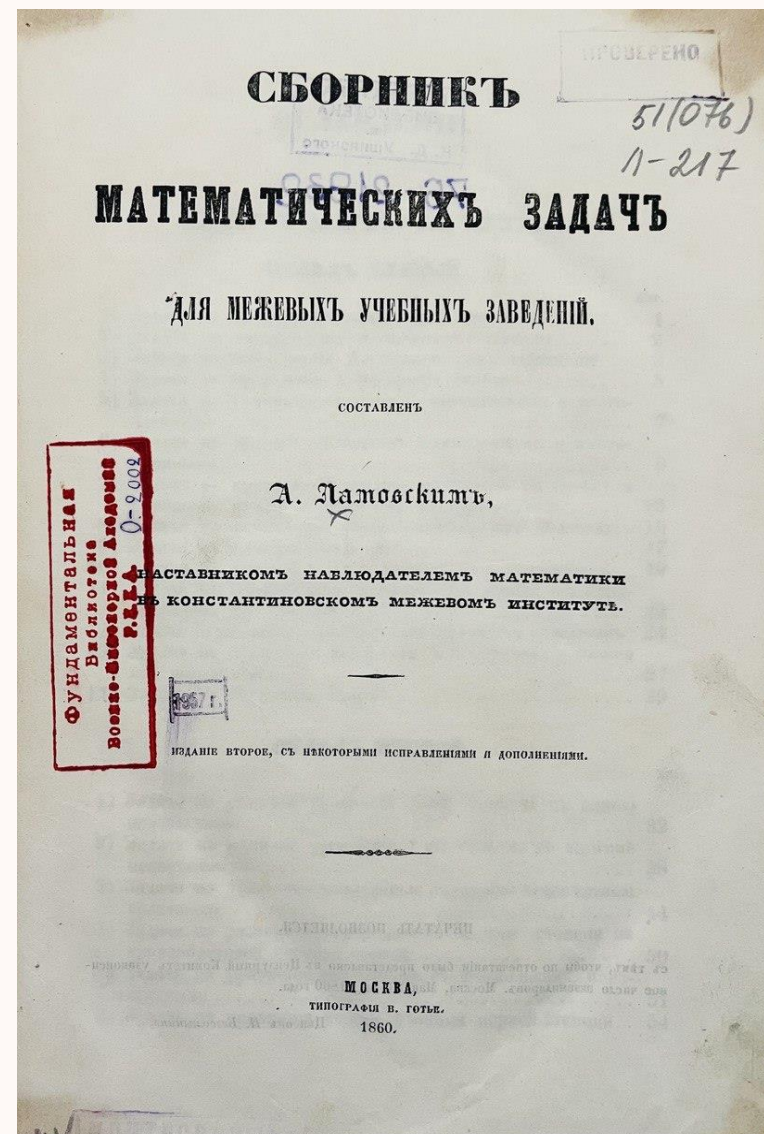 ПРОВЕРЕНО
СБОРНИКЪ
51(076)
Л-217
МАТЕМАТИЧЕСКИХЪ ЗАДАЧЪ
ДЛЯ МЕЖЕВЫХЪ УЧЕБНЫХЪ ЗАВЕДЕНІЙ.
СОСТАВЛЕНЪ
А. Ламовскимъ,
НАСТАВНИКОМЪ НАБЛЮДАТЕЛЕМЪ МАТЕМАТИКИ
ВЪ КОНСТАНТИНОВСКОМЪ МЕЖЕВОМЪ ИНСТИТУТѢ.
Фундаментальная
Библиотека
Военно-Инженерной Академии
Р.К.К.А.
0-2002
1957 г.
ИЗДАНІЕ ВТОРОЕ, СЪ НѢКОТОРЫМИ ИСПРАВЛЕНІЯМИ И ДОПОЛНЕНІЯМИ.
МОСКВА,
ТИПОГРАФІЯ В. ГОТЬЕ.
1860.